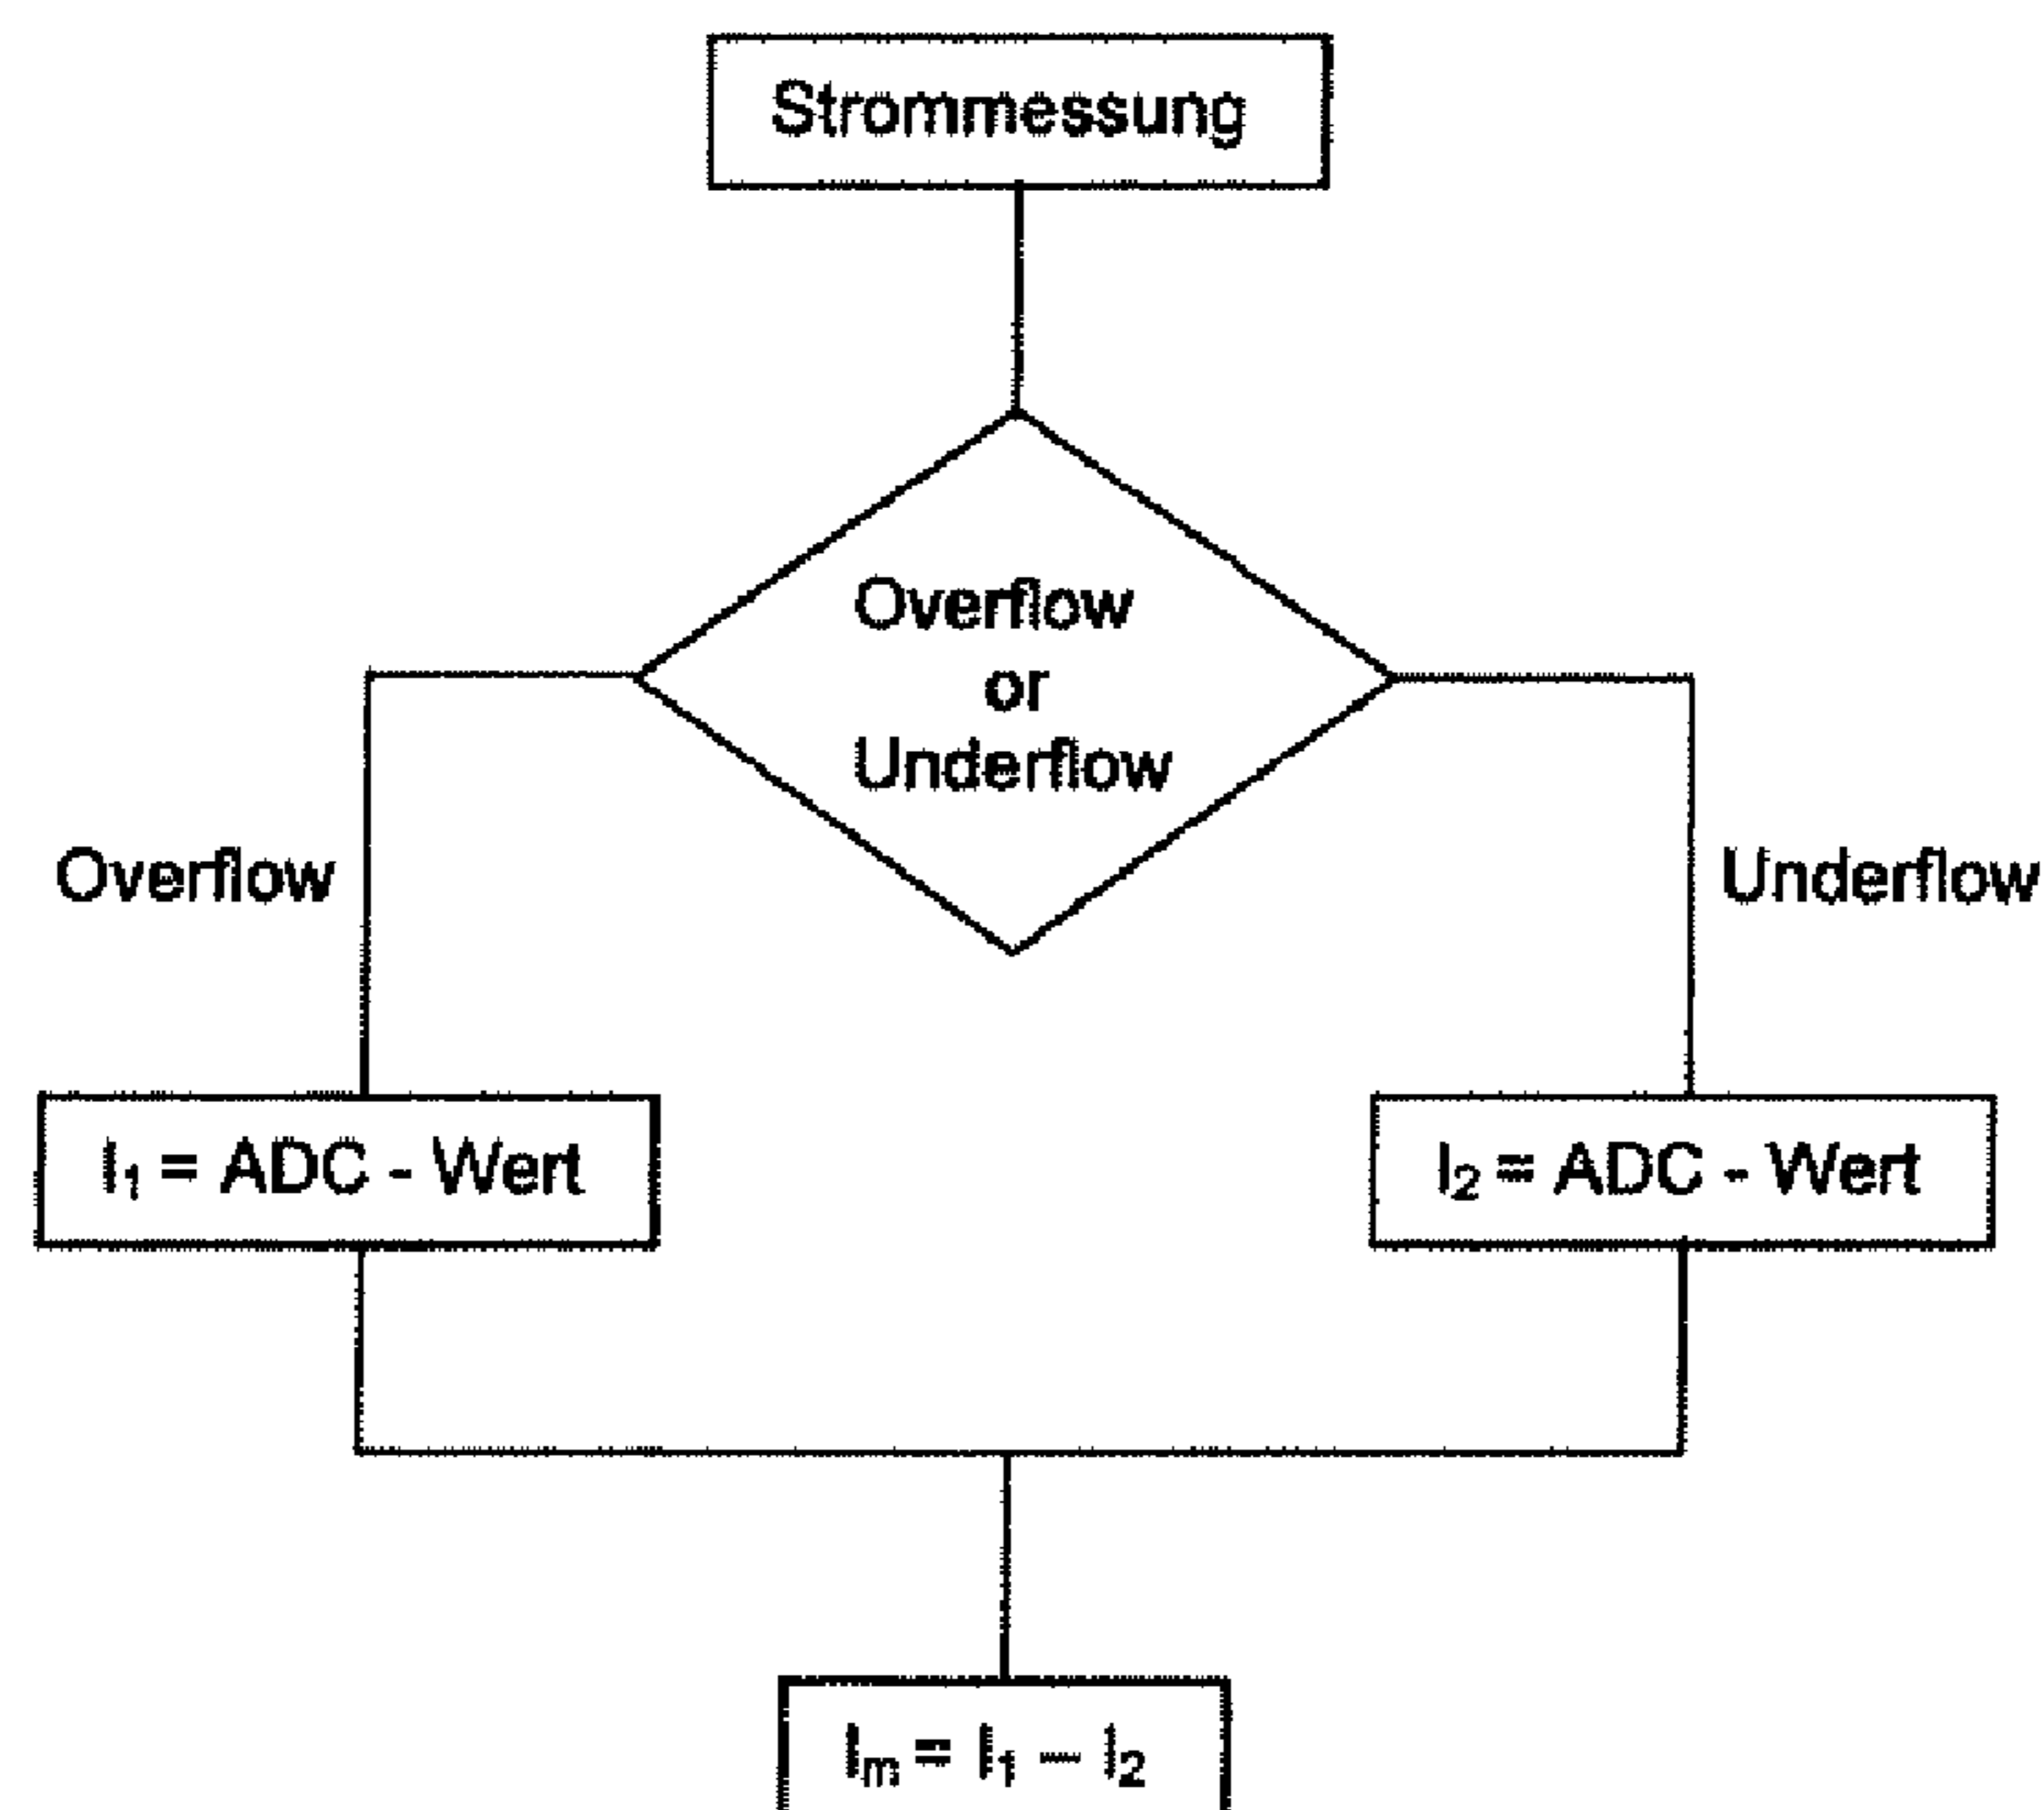 Strommessung
Overflow
or
Underflow
Overflow
Underflow
I₁ = ADC - Wert
I₂ = ADC - Wert
Iₘ = I₁ – I₂